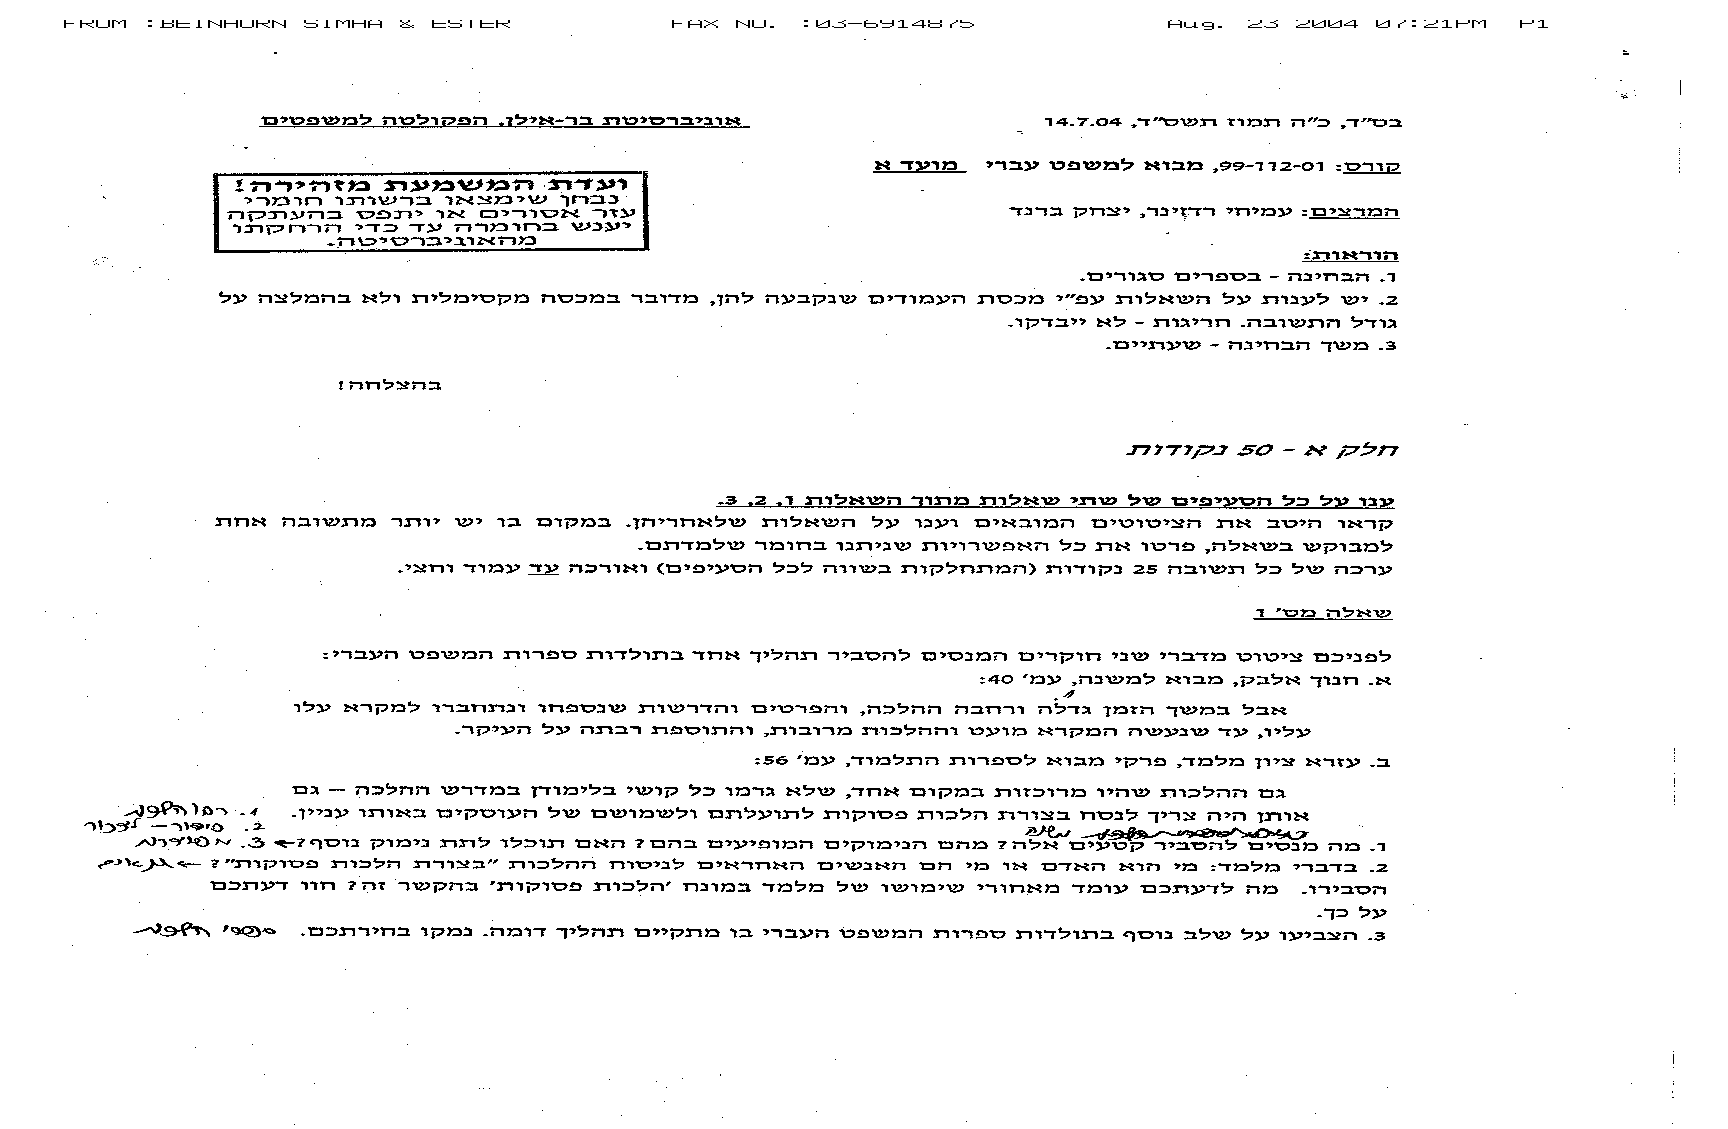 FROM :BEINHORN SIMHA & ESTER FAX NO. :03-6914875 Aug. 23 2004 07:21PM P1
בס"ד, כ"ה תמוז תשס"ד, 14.7.04
אוניברסיטת בר-אילן. הפקולטה למשפטים
קורס: 99-112-01, מבוא למשפט עברי מועד א
המרצים: עמיחי רדזינר, יצחק ברנד
ועדת המשמעת מזהירה!
נבחן שימצאו ברשותו חומרי
עזר אסורים או יתפס בהעתקה
יענש בחומרה עד כדי הרחקתו
מהאוניברסיטה.
הוראות:
1. הבחינה - בספרים סגורים.
2. יש לענות על השאלות עפ"י מכסת העמודים שנקבעה להן, מדובר במכסה מקסימלית ולא בהמלצה על
גודל התשובה. חריגות - לא ייבדקו.
3. משך הבחינה - שעתיים.
בהצלחה!
חלק א - 50 נקודות
ענו על כל הסעיפים של שתי שאלות מתוך השאלות 1, 2, 3.
קראו היטב את הציטוטים המובאים וענו על השאלות שלאחריהן. במקום בו יש יותר מתשובה אחת
למבוקש בשאלה, פרטו את כל האפשרויות שניתנו בחומר שלמדתם.
ערכה של כל תשובה 25 נקודות (המתחלקות בשווה לכל הסעיפים) ואורכה עד עמוד וחצי.
שאלה מס' 1
לפניכם ציטוט מדברי שני חוקרים המנסים להסביר תהליך אחד בתולדות ספרות המשפט העברי:
א. חנוך אלבק, מבוא למשנה, עמ' 40:
אבל במשך הזמן גדלה ורחבה ההלכה, והפרטים והדרשות שנספחו ונתחברו למקרא עלו
עליו, עד שנעשה המקרא מועט וההלכות מרובות, והתוספת רבתה על העיקר.
ב. עזרא ציון מלמד, פרקי מבוא לספרות התלמוד, עמ' 56:
גם ההלכות שהיו מרוכזות במקום אחד, שלא גרמו כל קושי בלימודן במדרש ההלכה – גם
אותן היה צריך לנסח בצורת הלכות פסוקות לתועלתם ולשמושם של העוסקים באותו עניין.
1.
2. סידור – לזכור
1. מה מנסים להסביר קטעים אלה? מהם הנימוקים המופיעים בהם? האם תוכלו לתת נימוק נוסף? ← 3.
2. בדברי מלמד: מי הוא האדם או מי הם האנשים האחראים לניסוח ההלכות "בצורת הלכות פסוקות"? ←
הסבירו. מה לדעתכם עומד מאחורי שימושו של מלמד במונח 'הלכות פסוקות' בהקשר זה? חוו דעתכם
על כך.
3. הצביעו על שלב נוסף בתולדות ספרות המשפט העברי בו מתקיים תהליך דומה. נמקו בחירתכם.